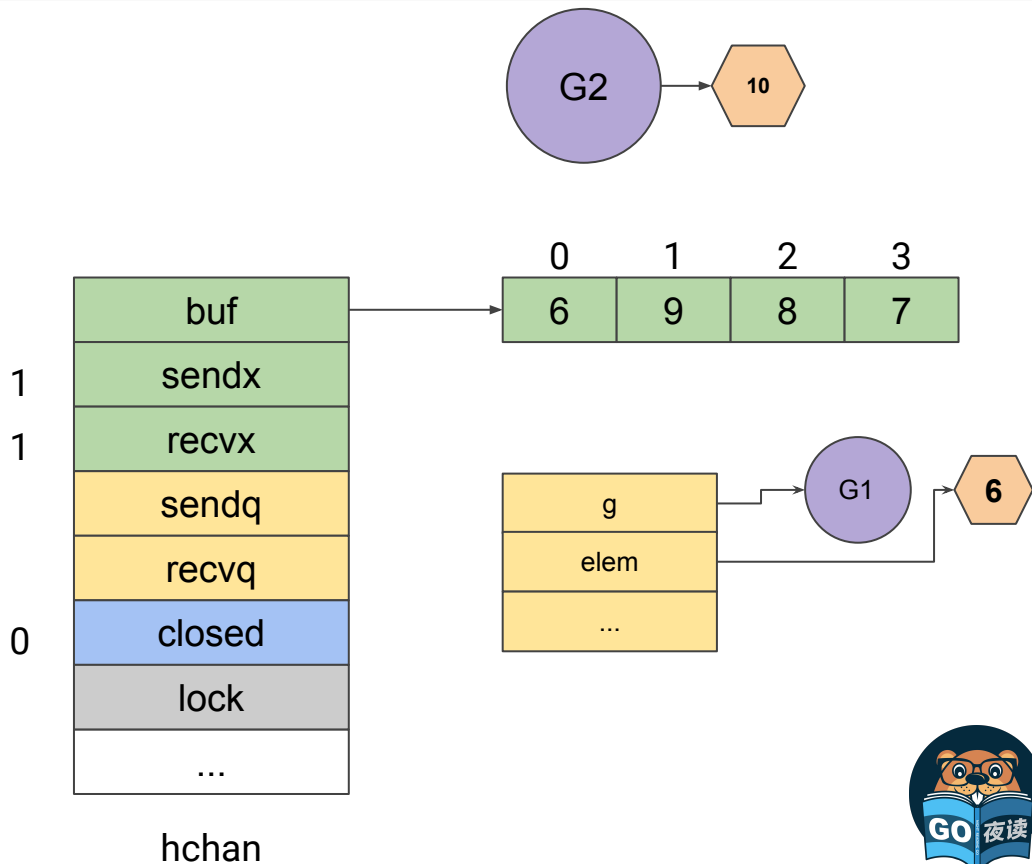 G2
10
0 1 2 3
buf
6 9 8 7
1
sendx
1
recvx
sendq
recvq
0
closed
lock
...
hchan
g
G1
6
elem
...
GO 夜读